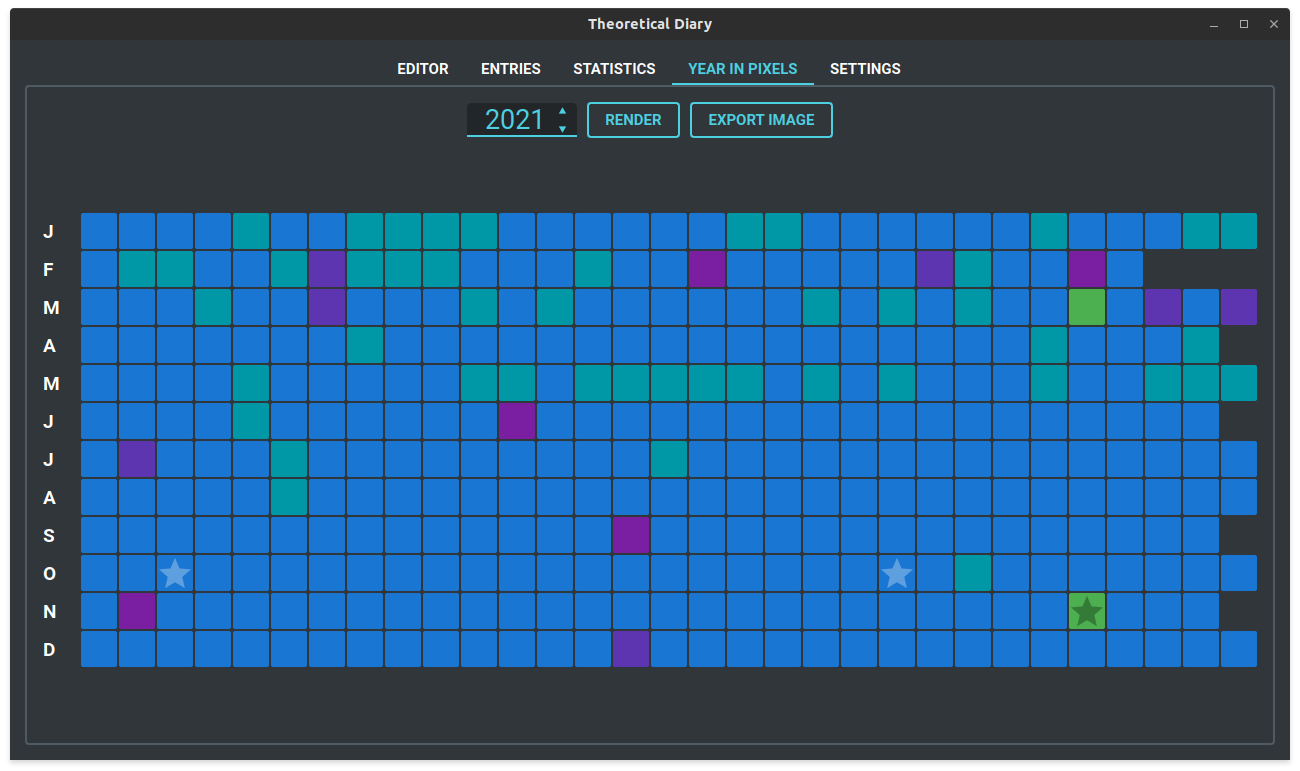 Theoretical Diary
EDITOR ENTRIES STATISTICS YEAR IN PIXELS SETTINGS
2021 RENDER EXPORT IMAGE
J
F
M
A
M
J
J
A
S
O
N
D